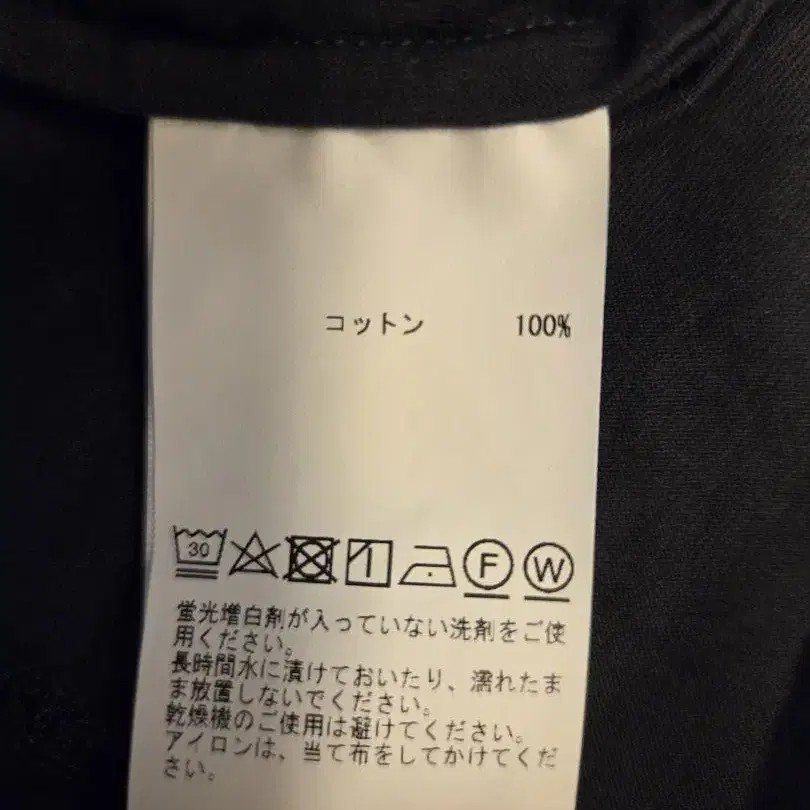 コットン 100%
30 F W
蛍光増白剤が入っていない洗剤をご使
用ください。
長時間水に漬けておいたり、濡れたま
ま放置しないでください。
乾燥機のご使用は避けてください。
アイロンは、当て布をしてかけてくだ
さい。